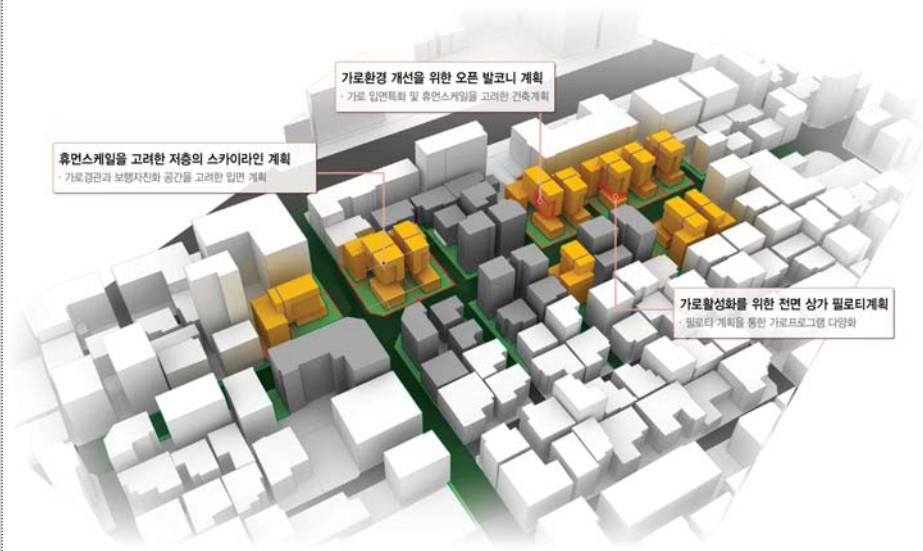 가로환경 개선을 위한 오픈 발코니 계획
· 가로 입면특화 및 휴먼스케일을 고려한 건축계획
휴먼스케일을 고려한 저층의 스카이라인 계획
· 가로경관과 보행자친화 공간을 고려한 입면 계획
가로활성화를 위한 전면 상가 필로티계획
· 필로티 계획을 통한 가로프로그램 다양화